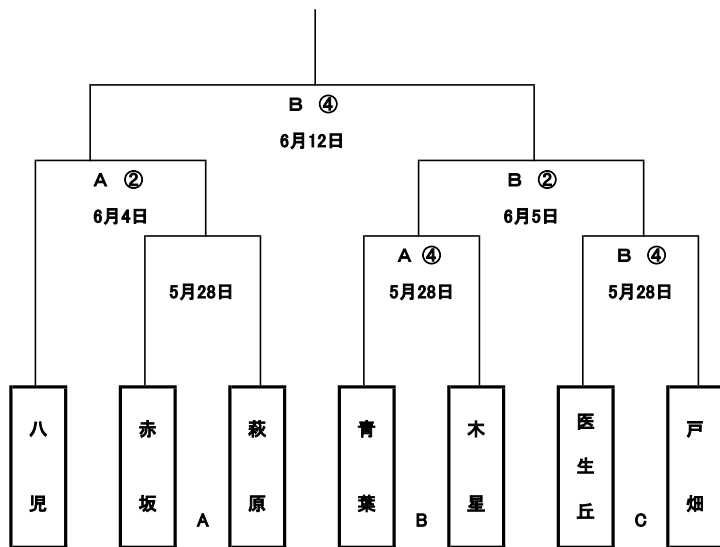 B ④
6月12日
A ②
6月4日
B ②
6月5日
5月28日
A ④
5月28日
B ④
5月28日
八児
赤坂
A
萩原
青葉
B
木星
医生丘
C
戸畑